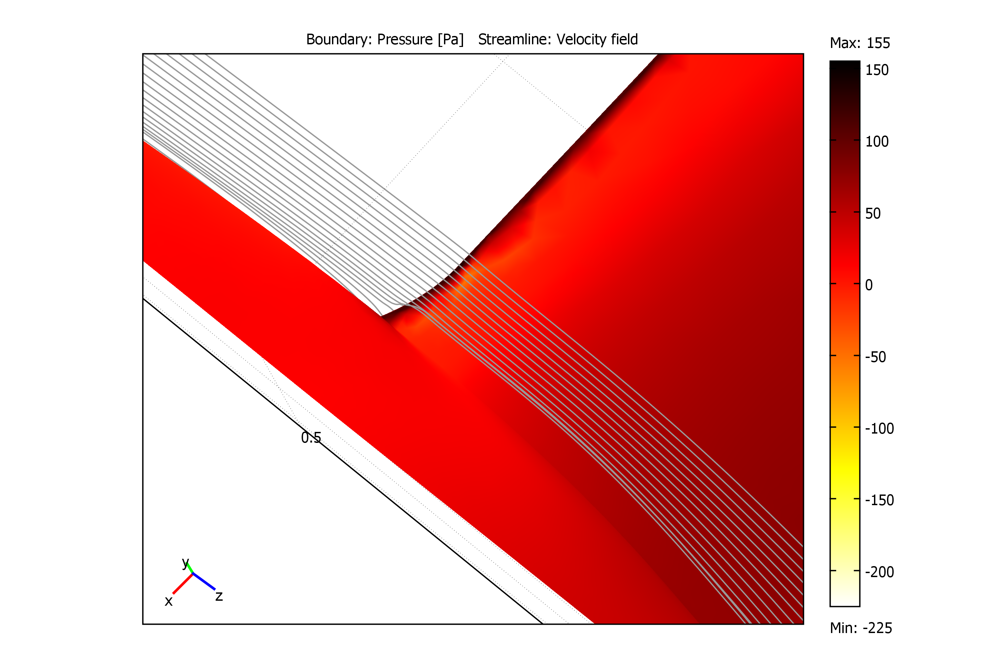 Boundary: Pressure [Pa]   Streamline: Velocity field
Max: 155
150
100
50
0
-50
-100
-150
-200
Min: -225
0.5
y
x
z